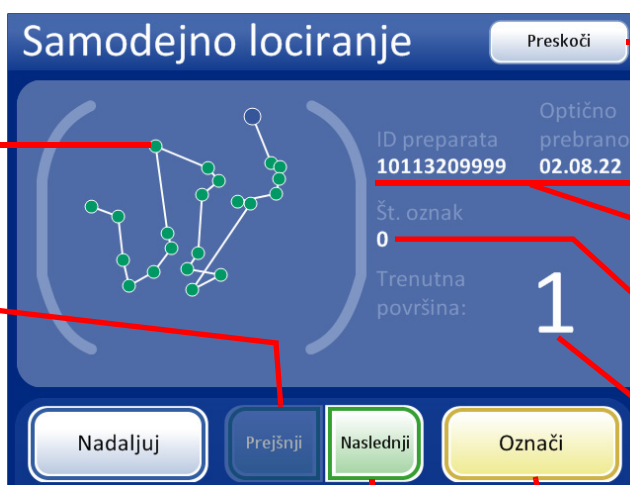 Samodejno lociranje
Preskoči
ID preparata
10113209999
Optično
prebrano
02.08.22
Št. oznak
0
Trenutna
površina:
1
Nadaljuj
Prejšnji
Naslednji
Označi